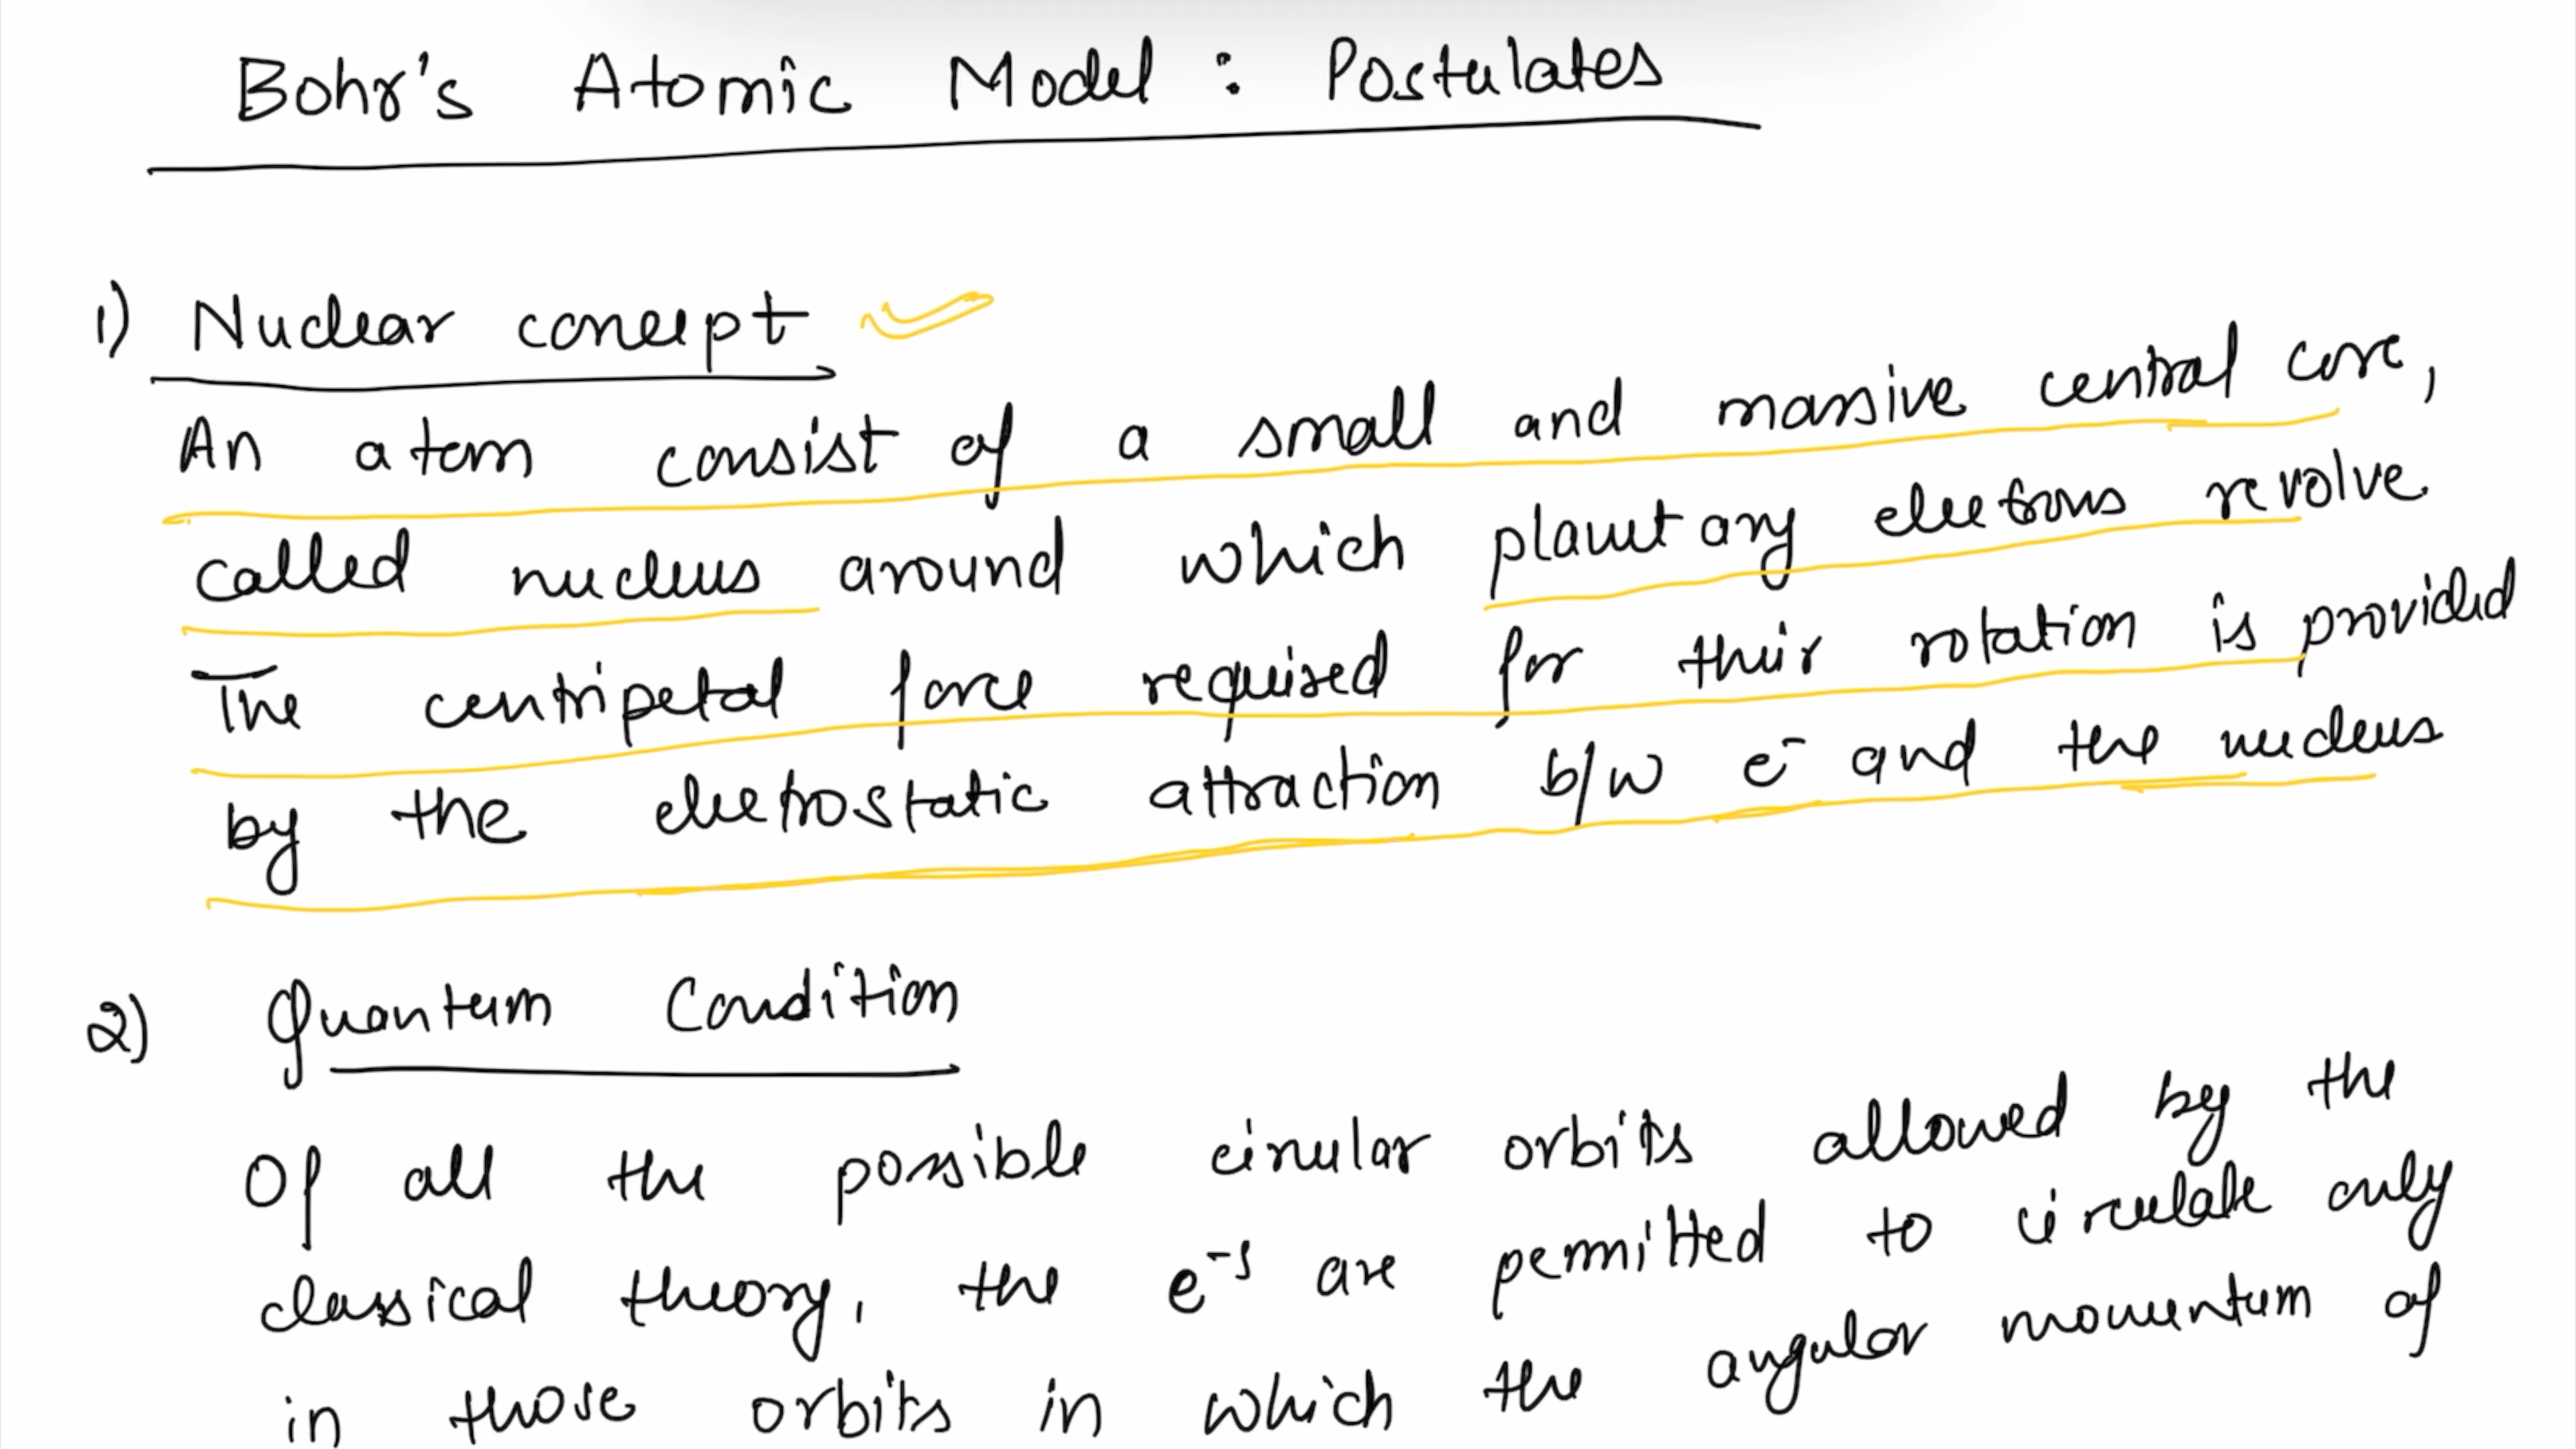 Bohr's Atomic Model : Postulates
1) Nuclear concept
An atom consist of a small and massive central core,
called nucleus around which planetary electrons revolve
The centripetal force required for their rotation is provided
by the electrostatic attraction b/w e⁻ and the nucleus
2) Quantum Condition
Of all the possible circular orbits allowed by the
classical theory, the e⁻s are permitted to circulate only
in those orbits in which the angular momentum of